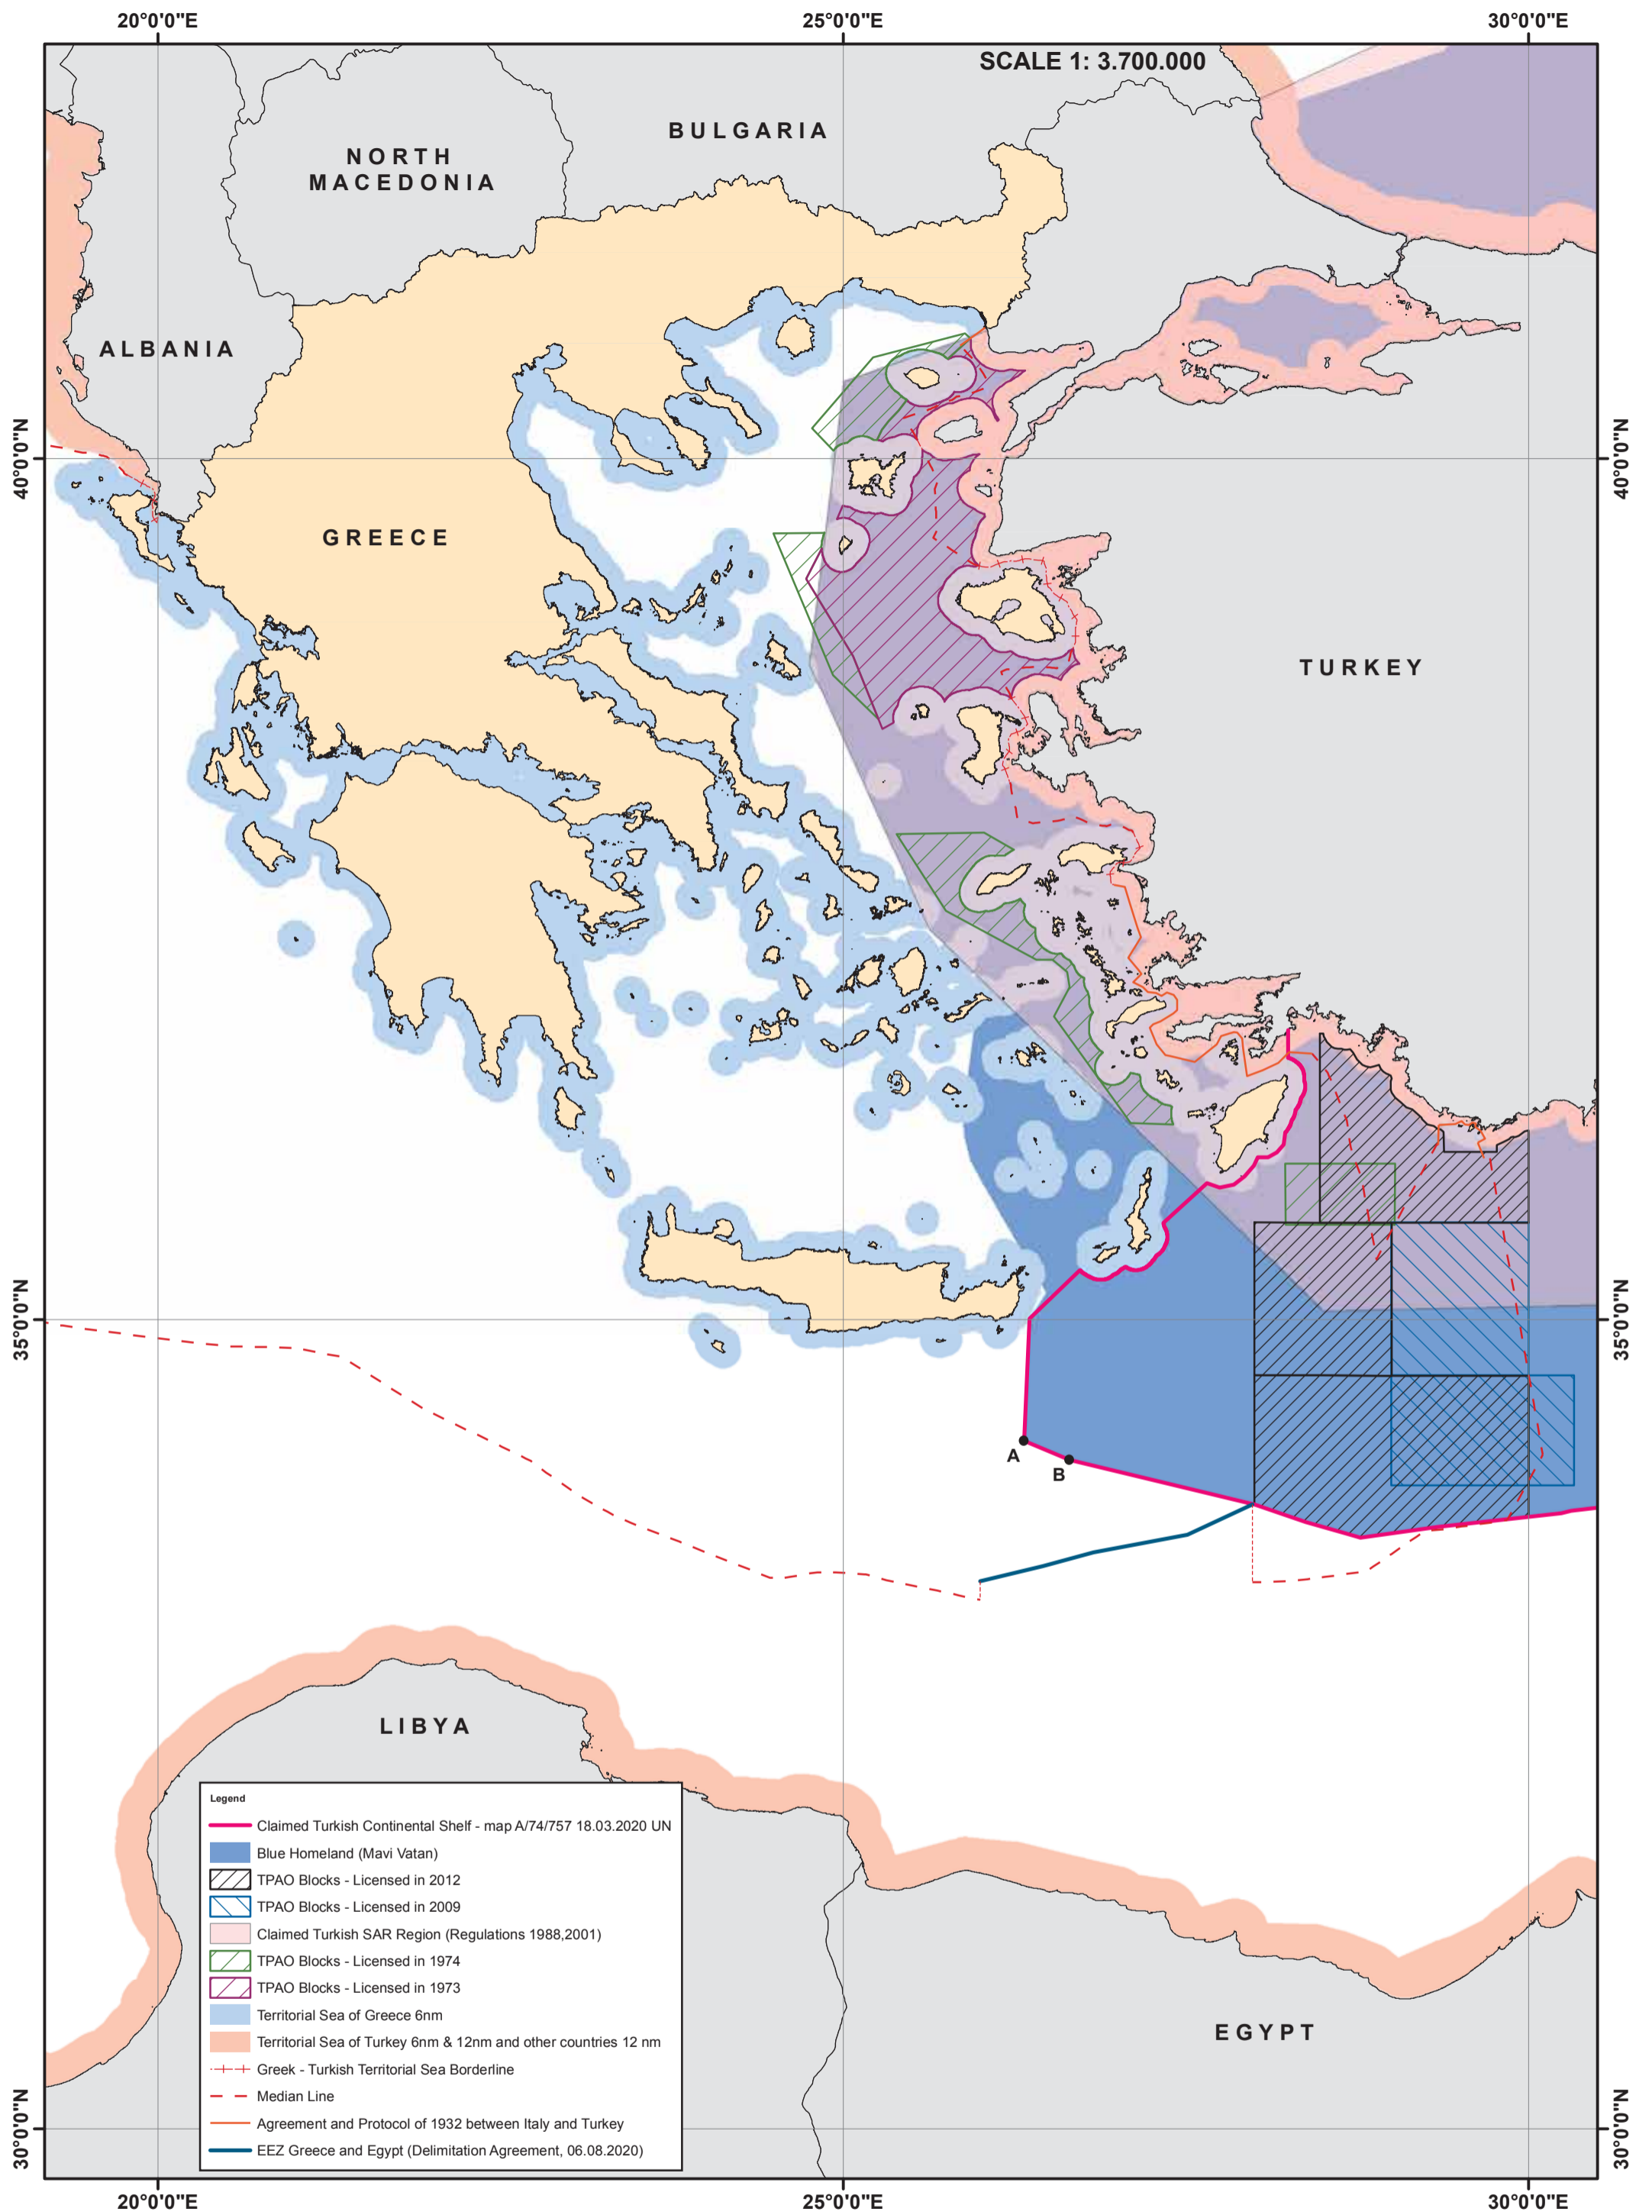 20°0'0"E
25°0'0"E
30°0'0"E
SCALE 1: 3.700.000
BULGARIA
NORTH
MACEDONIA
ALBANIA
40°0'0"N
40°0'0"N
GREECE
TURKEY
35°0'0"N
35°0'0"N
A
B
LIBYA
Legend
Claimed Turkish Continental Shelf - map A/74/757 18.03.2020 UN
Blue Homeland (Mavi Vatan)
TPAO Blocks - Licensed in 2012
TPAO Blocks - Licensed in 2009
Claimed Turkish SAR Region (Regulations 1988,2001)
TPAO Blocks - Licensed in 1974
TPAO Blocks - Licensed in 1973
Territorial Sea of Greece 6nm
Territorial Sea of Turkey 6nm & 12nm and other countries 12 nm
Greek - Turkish Territorial Sea Borderline
Median Line
Agreement and Protocol of 1932 between Italy and Turkey
EEZ Greece and Egypt (Delimitation Agreement, 06.08.2020)
EGYPT
30°0'0"N
30°0'0"N
20°0'0"E
25°0'0"E
30°0'0"E